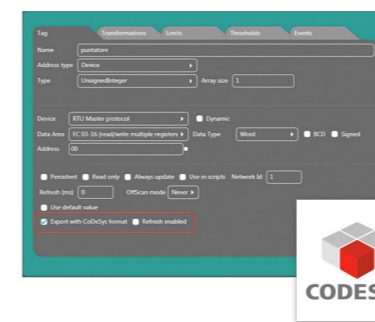 Tag Transformations Limits Thresholds Events
Name puntatore
Address type Device
Type UnsignedInteger Array size 1
Device RTU Master protocol Dynamic
Data Area FC 03-16 (read/write multiple registers Data Type Word BCD Signed
Address 00
Persistent Read only Always update Use in scripts Network Id 1
Refresh (ms) 0 OffScan mode Never
Use default value
Export with CoDeSys format Refresh enabled
CODES